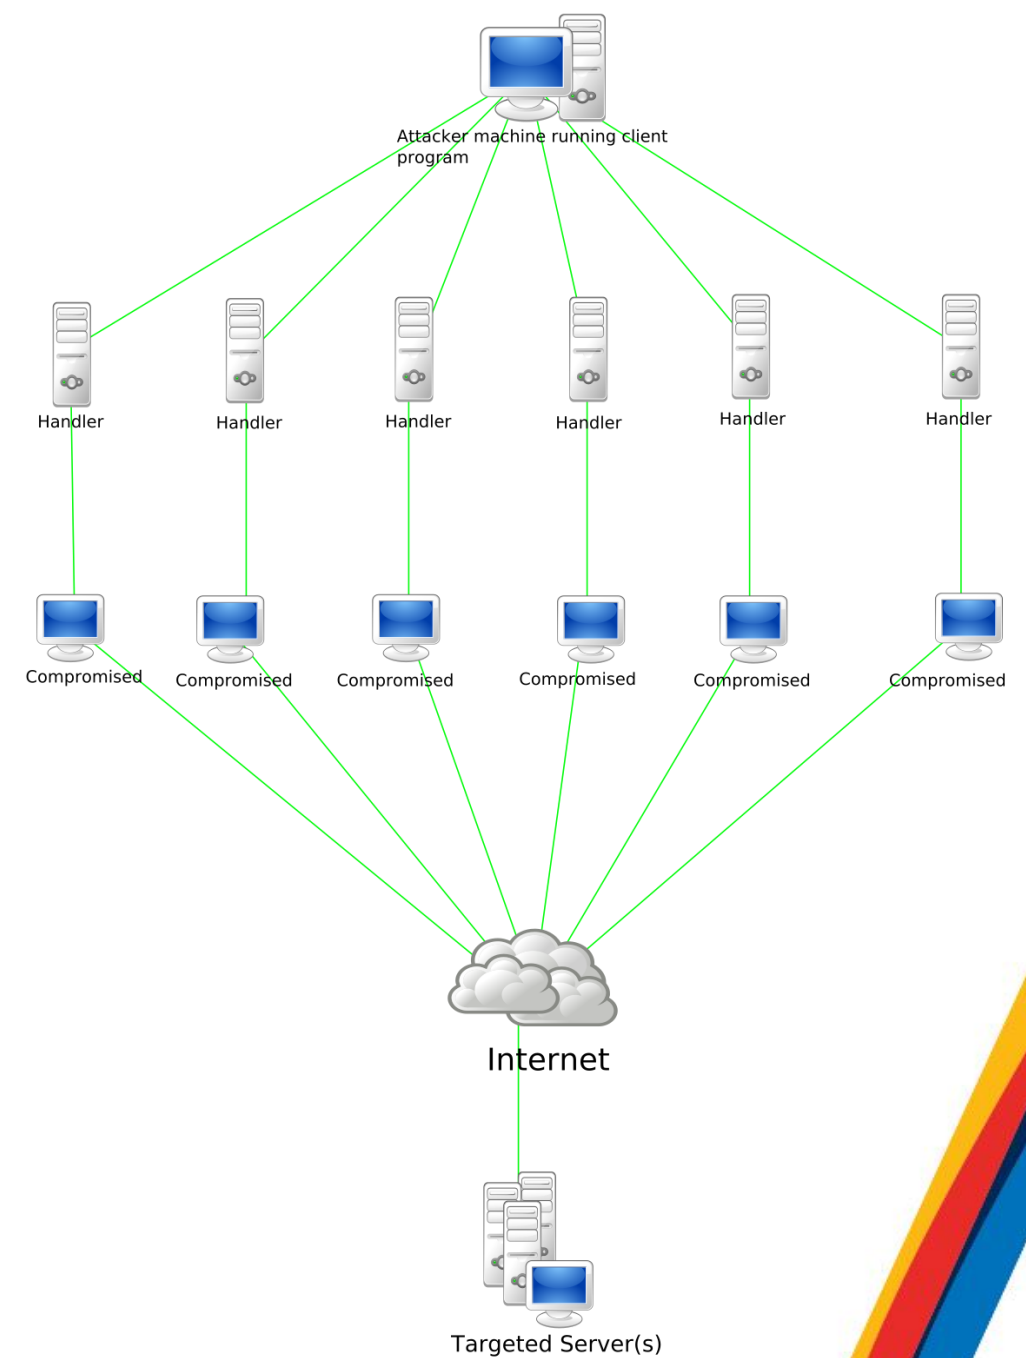 Attacker machine running client
program
Handler
Handler
Handler
Handler
Handler
Handler
Compromised
Compromised
Compromised
Compromised
Compromised
Compromised
Internet
Targeted Server(s)